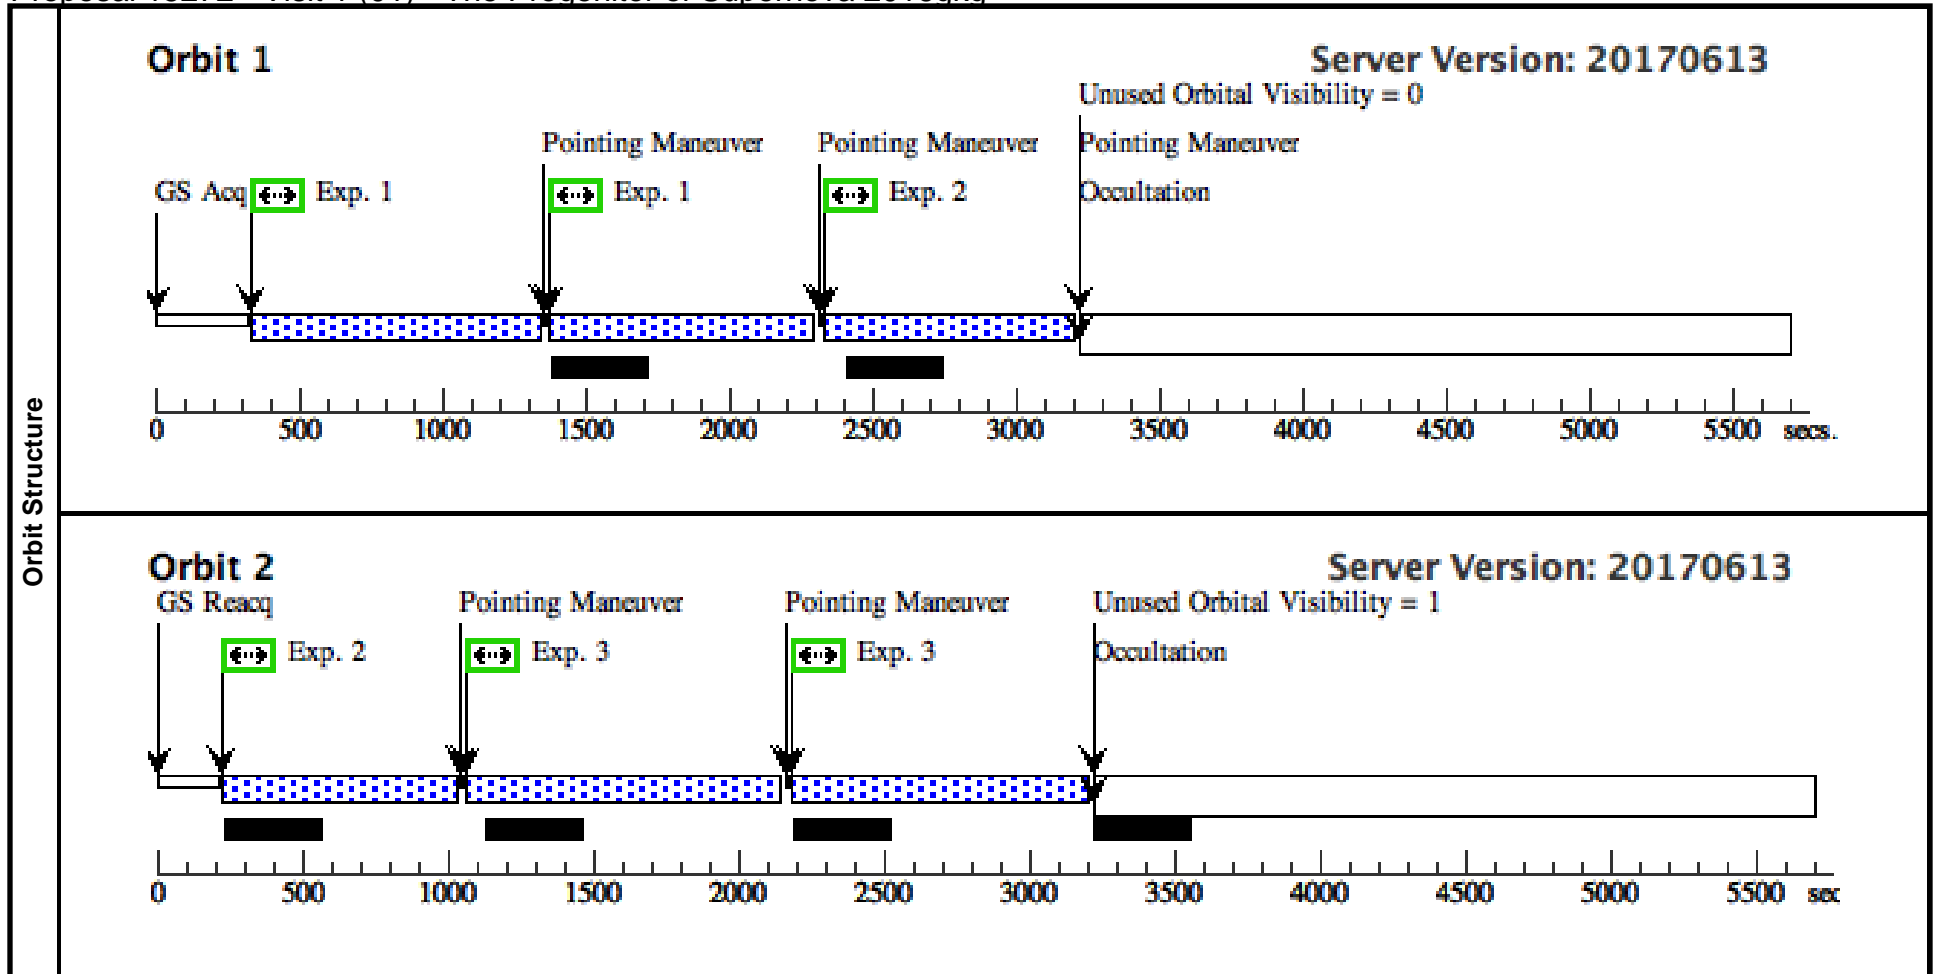 Orbit Structure
Orbit 1
Server Version: 20170613
Unused Orbital Visibility = 0
Pointing Maneuver Pointing Maneuver Pointing Maneuver
GS Acq Exp. 1 Exp. 1 Exp. 2 Occultation
0 500 1000 1500 2000 2500 3000 3500 4000 4500 5000 5500 secs.
Orbit 2
Server Version: 20170613
GS Reacq Pointing Maneuver Pointing Maneuver Unused Orbital Visibility = 1
Exp. 2 Exp. 3 Exp. 3 Occultation
0 500 1000 1500 2000 2500 3000 3500 4000 4500 5000 5500 sec